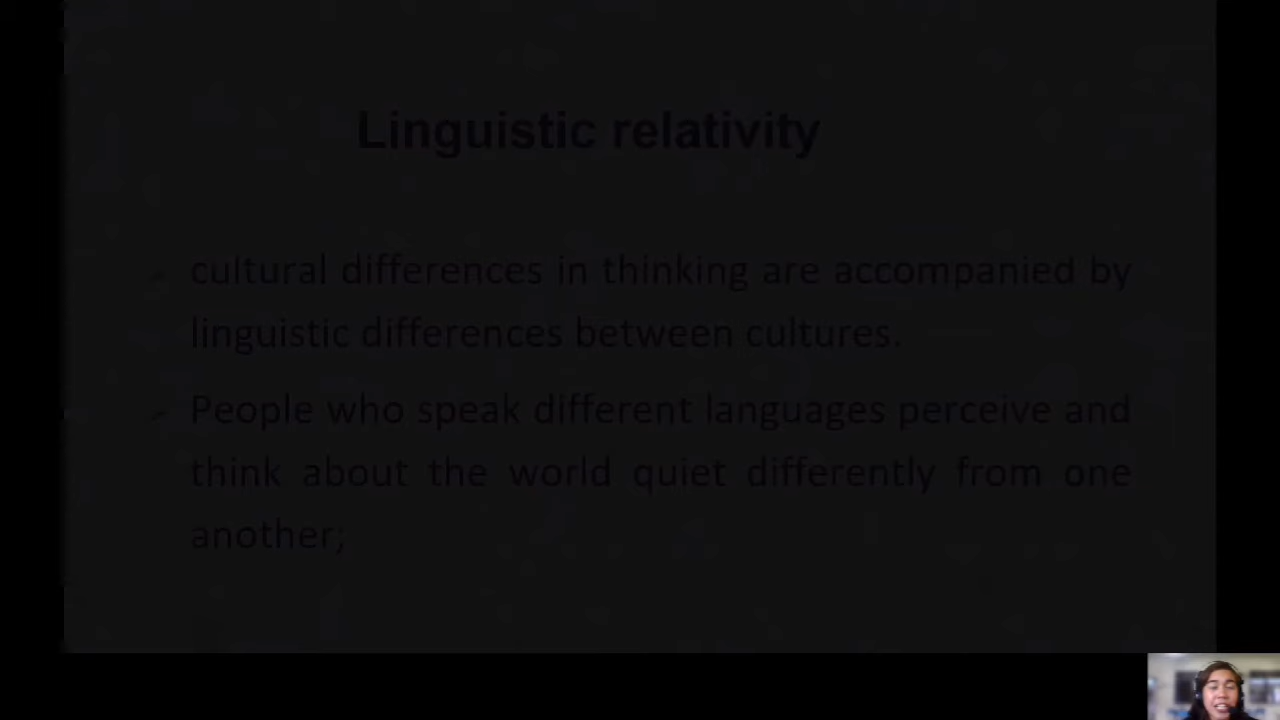 Linguistic relativity
cultural differences in thinking are accompanied by
linguistic differences between cultures.
People who speak different languages perceive and
think about the world quiet differently from one
another;